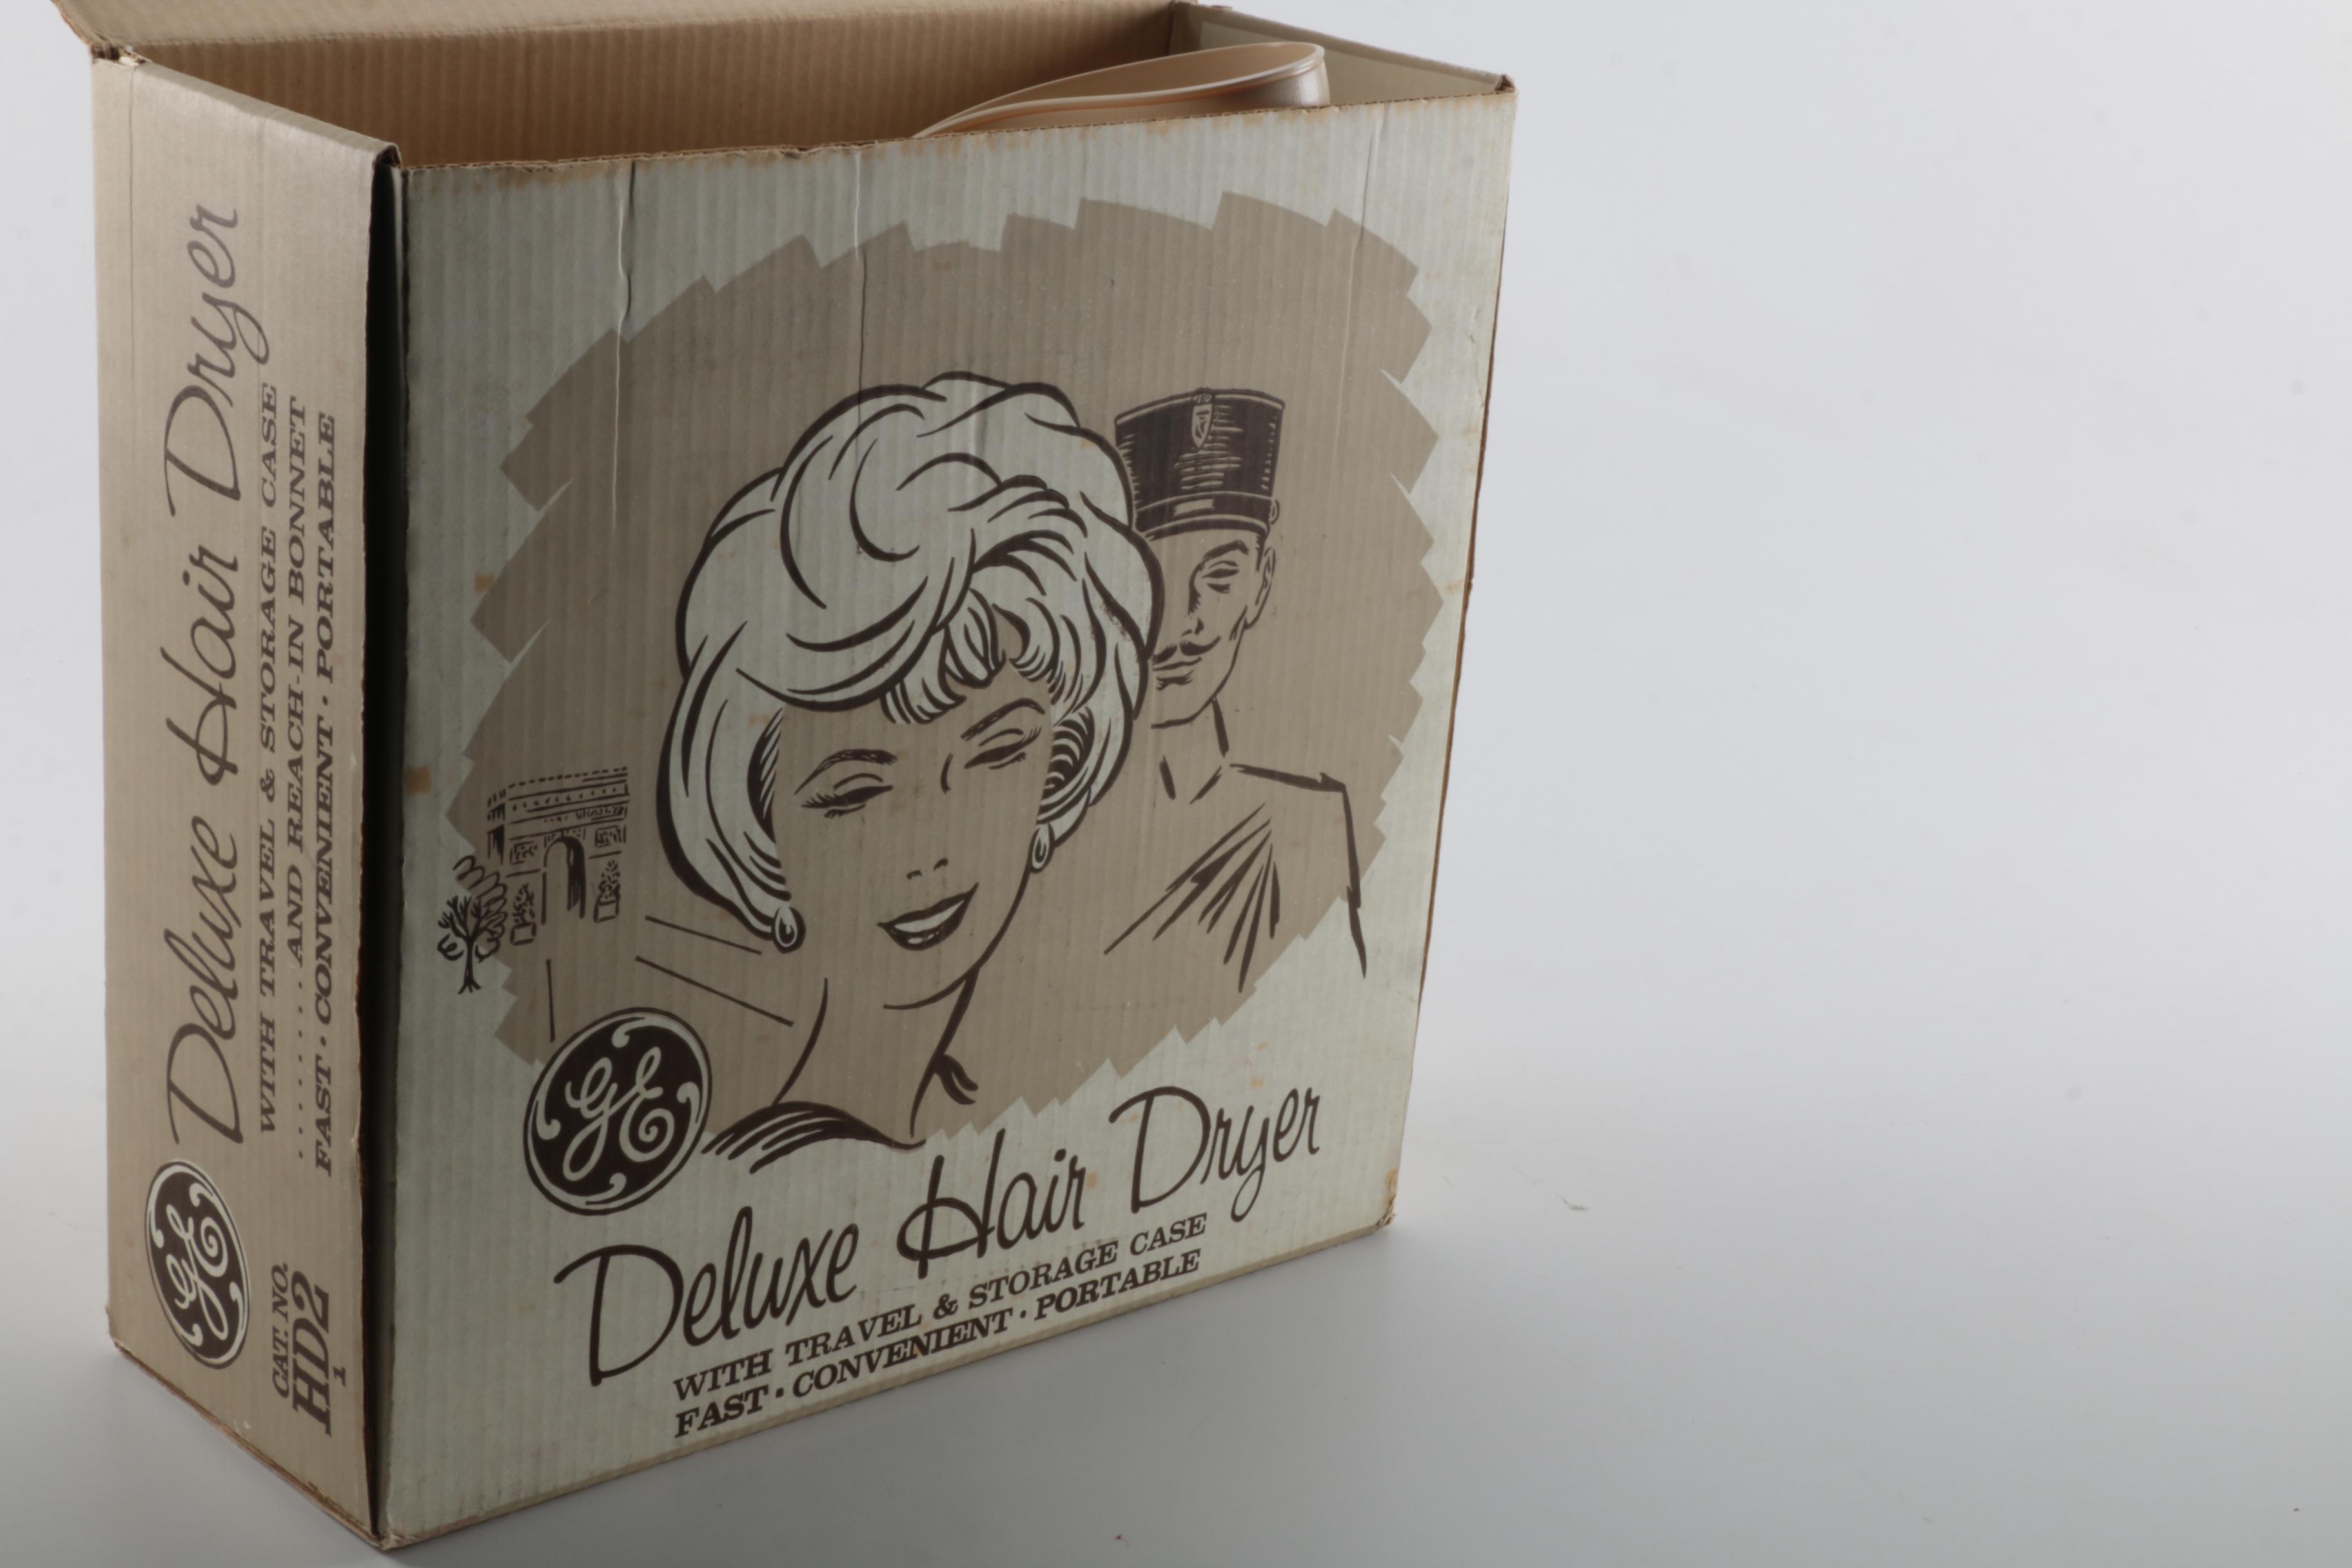 GE
Deluxe Hair Dryer
WITH TRAVEL & STORAGE CASE
........ AND REACH-IN BONNET
FAST · CONVENIENT · PORTABLE
CAT. NO.
HD2
1
GE
Deluxe Hair Dryer
WITH TRAVEL & STORAGE CASE
FAST · CONVENIENT · PORTABLE